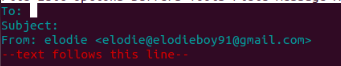 To:
Subject:
From: elodie <elodie@elodieboy91@gmail.com>
--text follows this line--